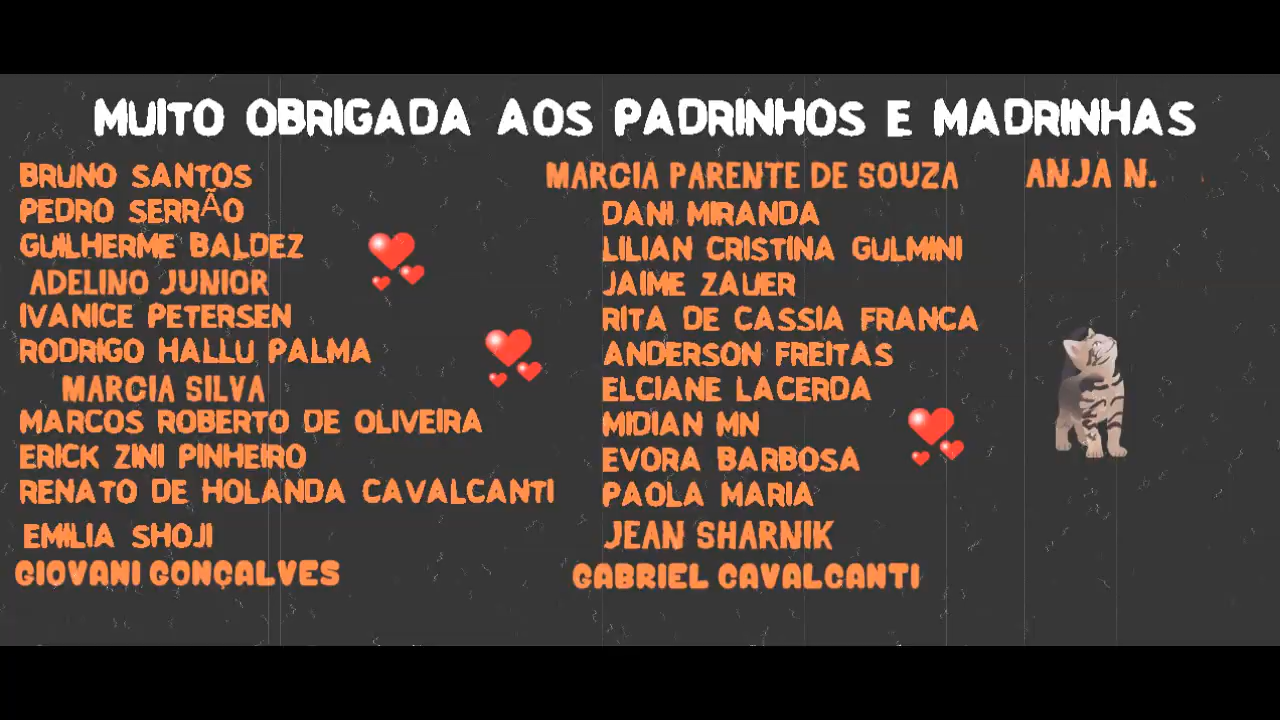 MUITO OBRIGADA AOS PADRINHOS E MADRINHAS
BRUNO SANTOS
PEDRO SERRÃO
GUILHERME BALDEZ
ADELINO JUNIOR
IVANICE PETERSEN
RODRIGO HALLU PALMA
MARCIA SILVA
MARCOS ROBERTO DE OLIVEIRA
ERICK ZINI PINHEIRO
RENATO DE HOLANDA CAVALCANTI
EMILIA SHOJI
GIOVANI GONÇALVES
MARCIA PARENTE DE SOUZA
DANI MIRANDA
LILIAN CRISTINA GULMINI
JAIME ZAUER
RITA DE CASSIA FRANCA
ANDERSON FREITAS
ELCIANE LACERDA
MIDIAN MN
EVORA BARBOSA
PAOLA MARIA
JEAN SHARNIK
GABRIEL CAVALCANTI
ANJA N.